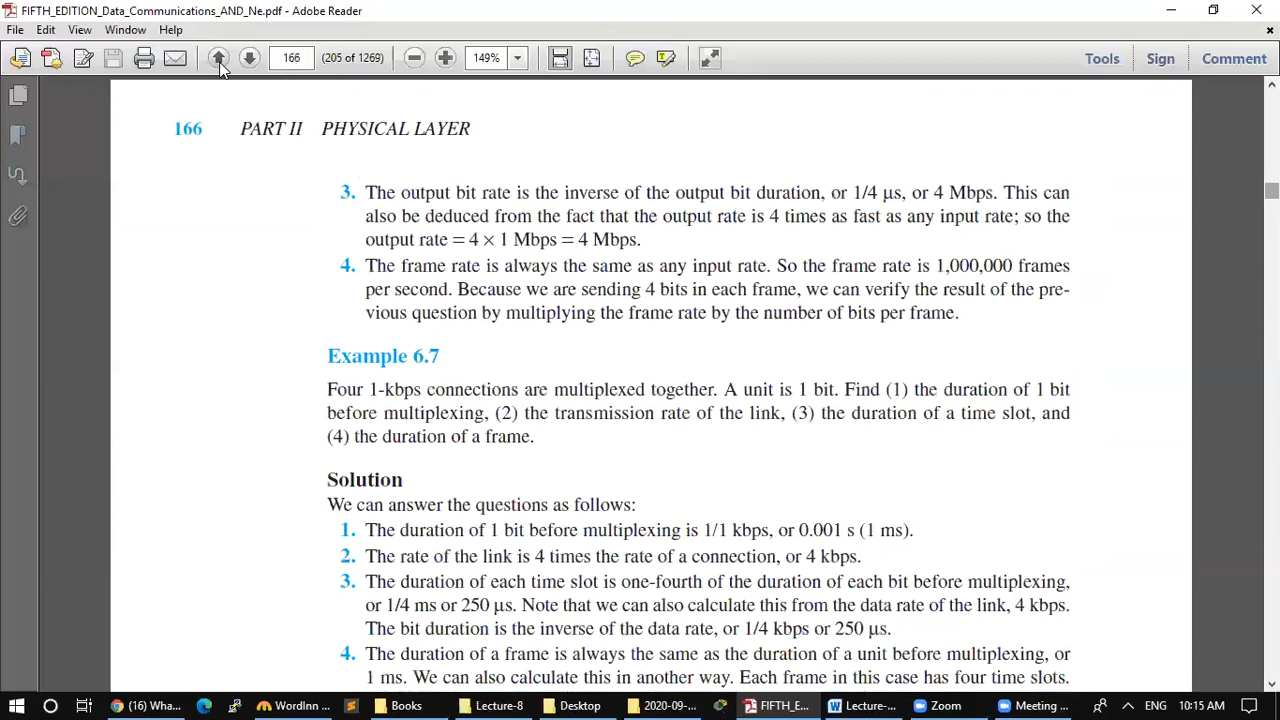 FIFTH_EDITION_Data_Communications_AND_Ne.pdf - Adobe Reader
File Edit View Window Help
166 (205 of 1269) 149% Tools Sign Comment
166 PART II PHYSICAL LAYER
3. The output bit rate is the inverse of the output bit duration, or 1/4 μs, or 4 Mbps. This can
also be deduced from the fact that the output rate is 4 times as fast as any input rate; so the
output rate = 4 × 1 Mbps = 4 Mbps.
4. The frame rate is always the same as any input rate. So the frame rate is 1,000,000 frames
per second. Because we are sending 4 bits in each frame, we can verify the result of the pre-
vious question by multiplying the frame rate by the number of bits per frame.
Example 6.7
Four 1-kbps connections are multiplexed together. A unit is 1 bit. Find (1) the duration of 1 bit
before multiplexing, (2) the transmission rate of the link, (3) the duration of a time slot, and
(4) the duration of a frame.
Solution
We can answer the questions as follows:
1. The duration of 1 bit before multiplexing is 1/1 kbps, or 0.001 s (1 ms).
2. The rate of the link is 4 times the rate of a connection, or 4 kbps.
3. The duration of each time slot is one-fourth of the duration of each bit before multiplexing,
or 1/4 ms or 250 μs. Note that we can also calculate this from the data rate of the link, 4 kbps.
The bit duration is the inverse of the data rate, or 1/4 kbps or 250 μs.
4. The duration of a frame is always the same as the duration of a unit before multiplexing, or
1 ms. We can also calculate this in another way. Each frame in this case has four time slots.
(16) Wha... WordInn ... Books Lecture-8 Desktop 2020-09-... FIFTH_E... Lecture-... Zoom Meeting ... ENG 10:15 AM